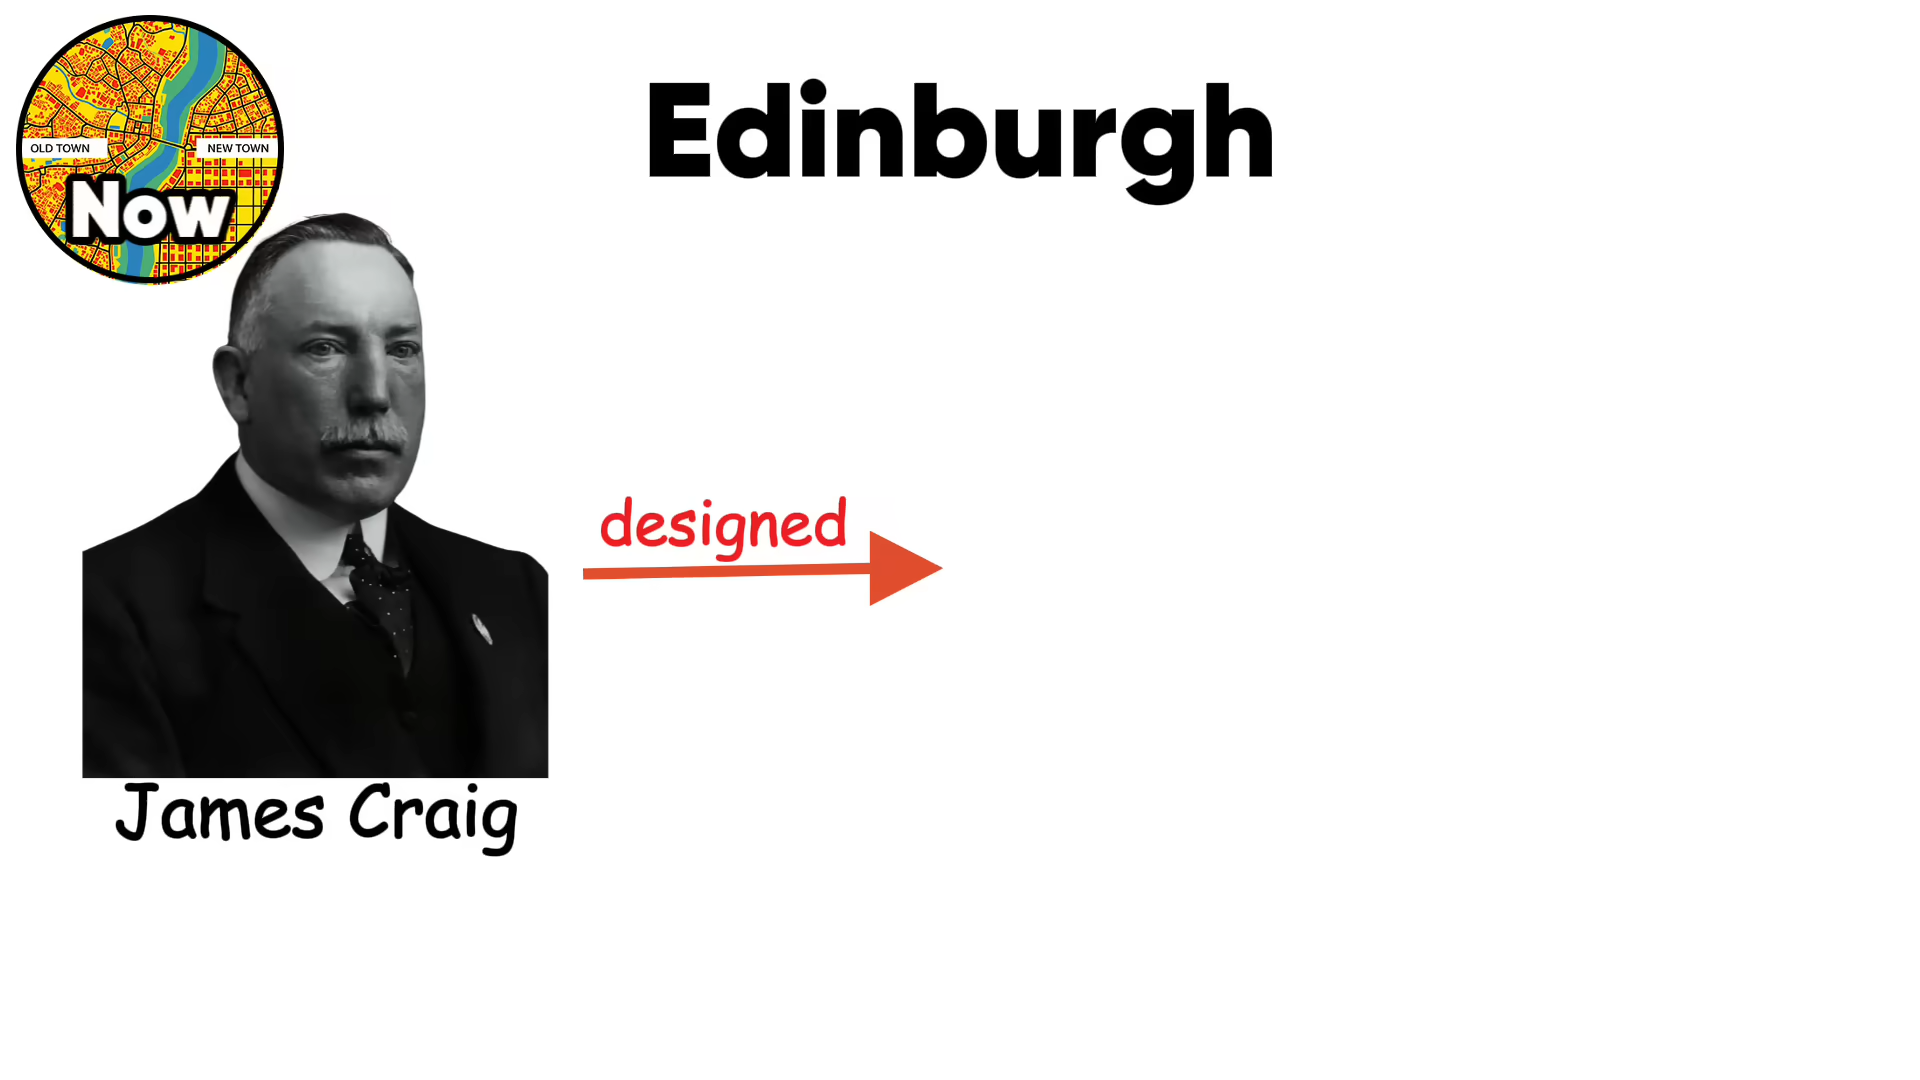 Edinburgh
OLD TOWN
NEW TOWN
Now
designed
James Craig